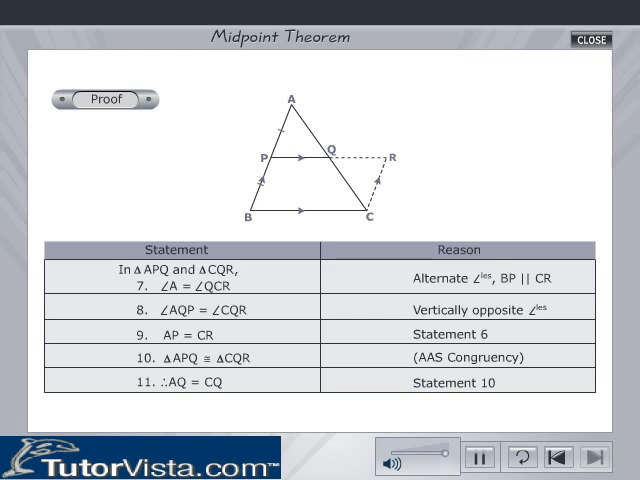 Midpoint Theorem
CLOSE
Proof
A
P
Q
R
B
C
Statement Reason
In Δ APQ and Δ CQR,
7. ∠A = ∠QCR
Alternate ∠les, BP || CR
8. ∠AQP = ∠CQR Vertically opposite ∠les
9. AP = CR Statement 6
10. Δ APQ ≅ Δ CQR (AAS Congruency)
11. ∴AQ = CQ Statement 10
TutorVista.com™